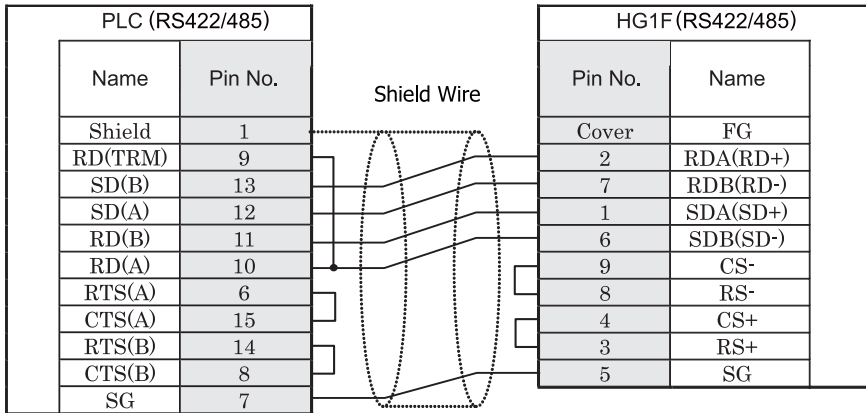 PLC (RS422/485)
Name Pin No.
Shield 1
RD(TRM) 9
SD(B) 13
SD(A) 12
RD(B) 11
RD(A) 10
RTS(A) 6
CTS(A) 15
RTS(B) 14
CTS(B) 8
SG 7
Shield Wire
HG1F(RS422/485)
Pin No. Name
Cover FG
2 RDA(RD+)
7 RDB(RD-)
1 SDA(SD+)
6 SDB(SD-)
9 CS-
8 RS-
4 CS+
3 RS+
5 SG